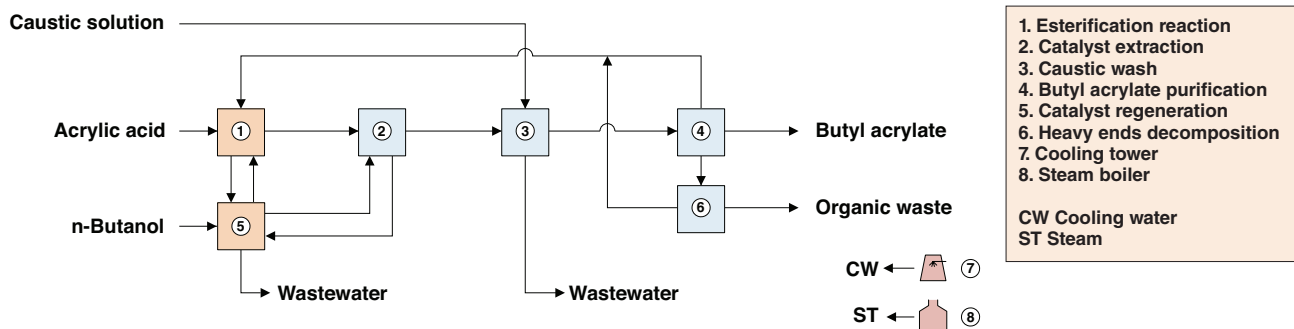 Caustic solution
Acrylic acid
n-Butanol
1
2
3
4
5
6
Butyl acrylate
Organic waste
Wastewater
Wastewater
CW
7
ST
8
1. Esterification reaction
2. Catalyst extraction
3. Caustic wash
4. Butyl acrylate purification
5. Catalyst regeneration
6. Heavy ends decomposition
7. Cooling tower
8. Steam boiler
CW Cooling water
ST Steam